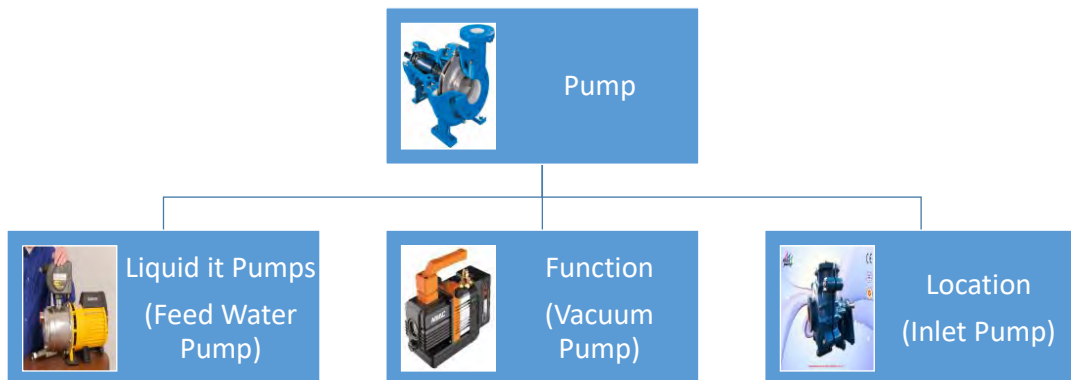 Pump
Liquid it Pumps
(Feed Water
Pump)
Function
(Vacuum
Pump)
Location
(Inlet Pump)